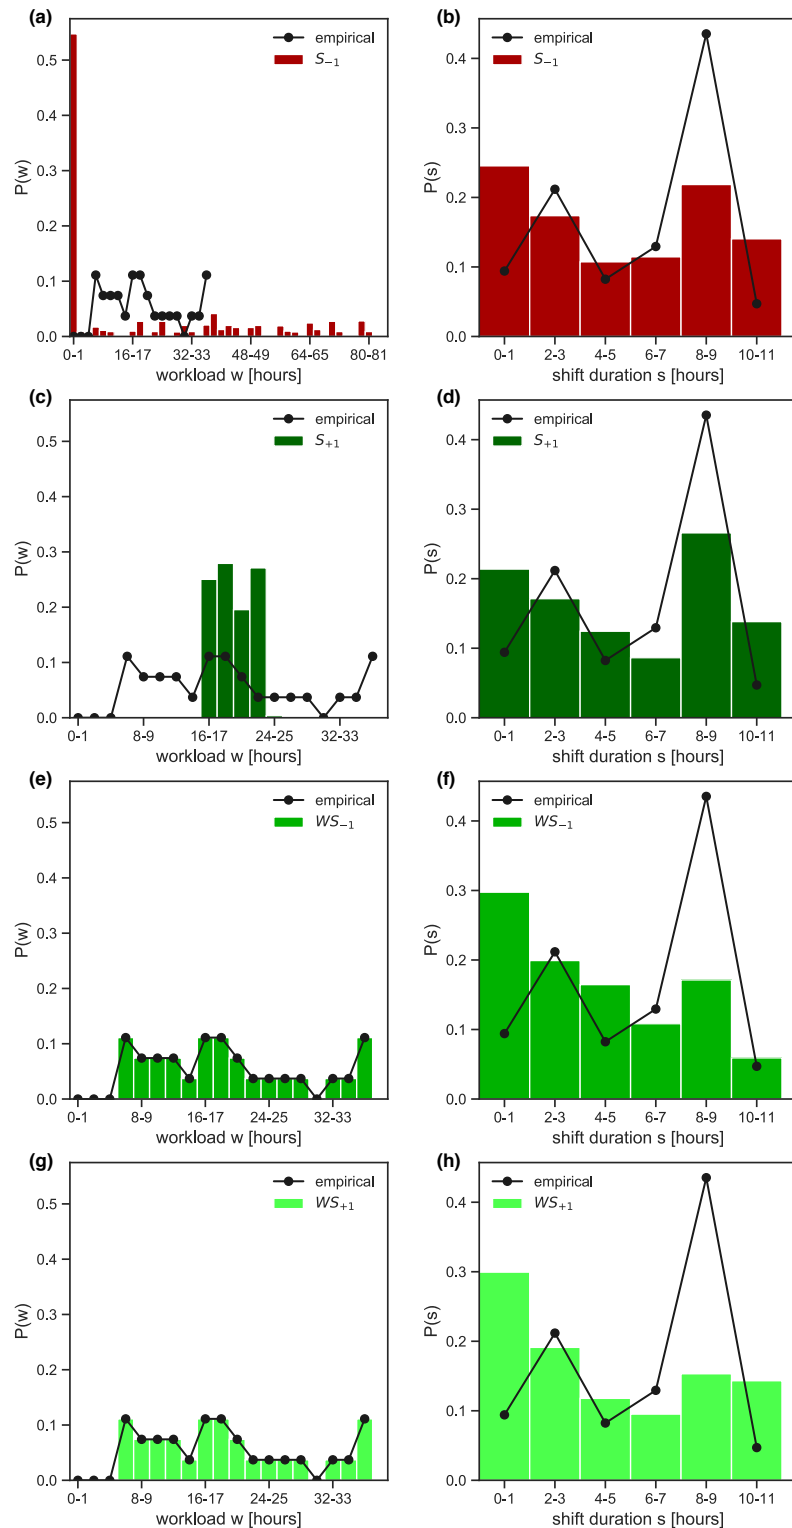 (a)
(b)
empirical
S−1
empirical
S−1
0.5
0.4
0.3
0.2
0.1
0.0
P(w)
0.4
0.3
0.2
0.1
0.0
P(s)
0-1 16-17 32-33 48-49 64-65 80-81
workload w [hours]
0-1 2-3 4-5 6-7 8-9 10-11
shift duration s [hours]
(c)
(d)
empirical
S+1
empirical
S+1
0.5
0.4
0.3
0.2
0.1
0.0
P(w)
0.4
0.3
0.2
0.1
0.0
P(s)
0-1 8-9 16-17 24-25 32-33
workload w [hours]
0-1 2-3 4-5 6-7 8-9 10-11
shift duration s [hours]
(e)
(f)
empirical
WS−1
empirical
WS−1
0.5
0.4
0.3
0.2
0.1
0.0
P(w)
0.4
0.3
0.2
0.1
0.0
P(s)
0-1 8-9 16-17 24-25 32-33
workload w [hours]
0-1 2-3 4-5 6-7 8-9 10-11
shift duration s [hours]
(g)
(h)
empirical
WS+1
empirical
WS+1
0.5
0.4
0.3
0.2
0.1
0.0
P(w)
0.4
0.3
0.2
0.1
0.0
P(s)
0-1 8-9 16-17 24-25 32-33
workload w [hours]
0-1 2-3 4-5 6-7 8-9 10-11
shift duration s [hours]